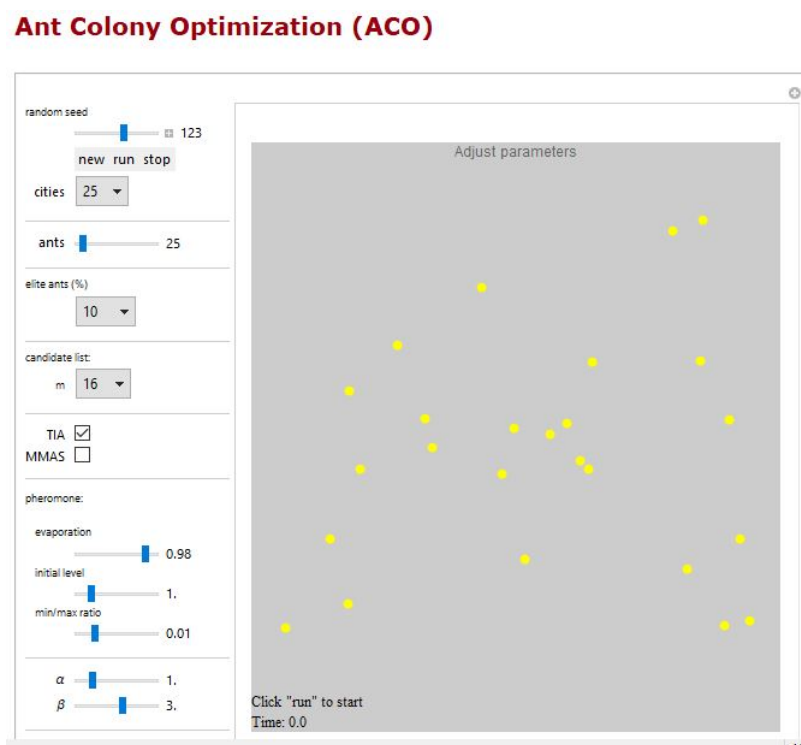 Ant Colony Optimization (ACO)
random seed
123
new run stop
cities 25
ants 25
elite ants (%)
10
candidate list:
m 16
TIA
MMAS
pheromone:
evaporation
0.98
initial level
1.
min/max ratio
0.01
α 1.
β 3.
Adjust parameters
Click "run" to start
Time: 0.0